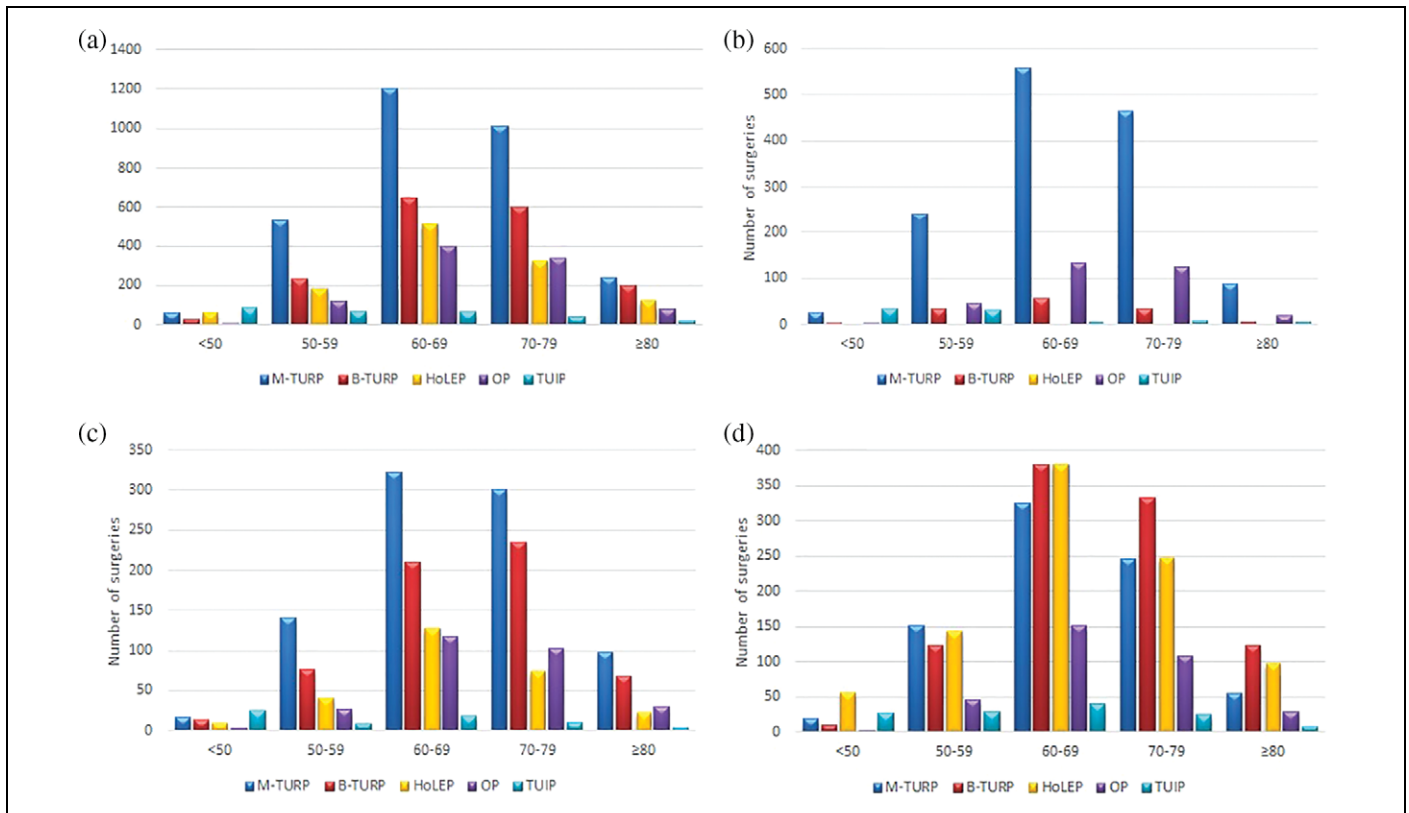 (a)
1400
1200
1000
800
600
400
200
0
<50 50-59 60-69 70-79 ≥80
M-TURP B-TURP HoLEP OP TUIP
(b)
Number of surgeries
600
500
400
300
200
100
0
<50 50-59 60-69 70-79 ≥80
M-TURP B-TURP HoLEP OP TUIP
(c)
Number of surgeries
350
300
250
200
150
100
50
0
<50 50-59 60-69 70-79 ≥80
M-TURP B-TURP HoLEP OP TUIP
(d)
Number of surgeries
400
350
300
250
200
150
100
50
0
<50 50-59 60-69 70-79 ≥80
M-TURP B-TURP HoLEP OP TUIP